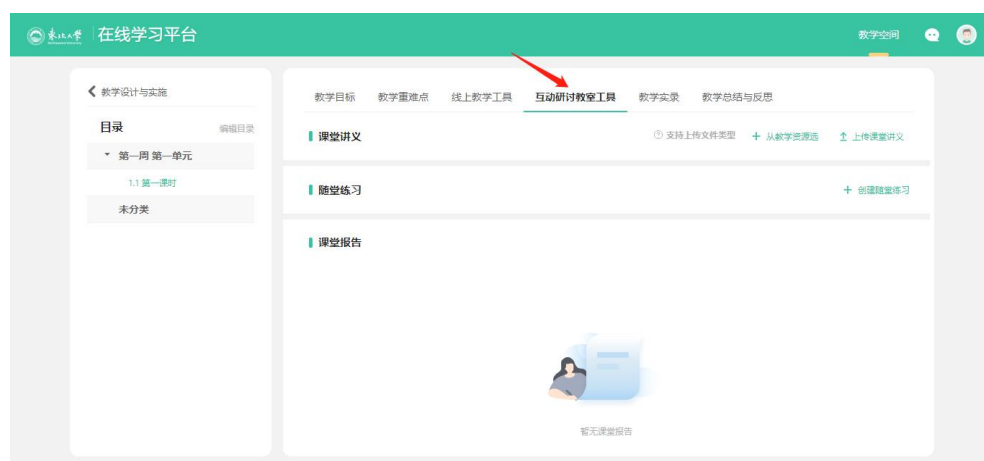 东北大学 在线学习平台
教学空间
教学设计与实施
目录 编辑目录
第一周 第一单元
1.1 第一课时
未分类
教学目标 教学重难点 线上教学工具 互动研讨教室工具 教学实录 教学总结与反思
课堂讲义 支持上传文件类型 + 从教学资源选 上传课堂讲义
随堂练习 + 创建随堂练习
课堂报告
暂无课堂报告